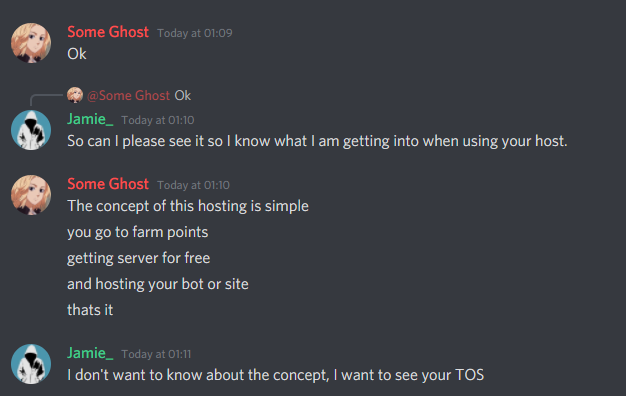 Some Ghost Today at 01:09
Ok
@Some Ghost Ok
Jamie_ Today at 01:10
So can I please see it so I know what I am getting into when using your host.
Some Ghost Today at 01:10
The concept of this hosting is simple
you go to farm points
getting server for free
and hosting your bot or site
thats it
Jamie_ Today at 01:11
I don't want to know about the concept, I want to see your TOS